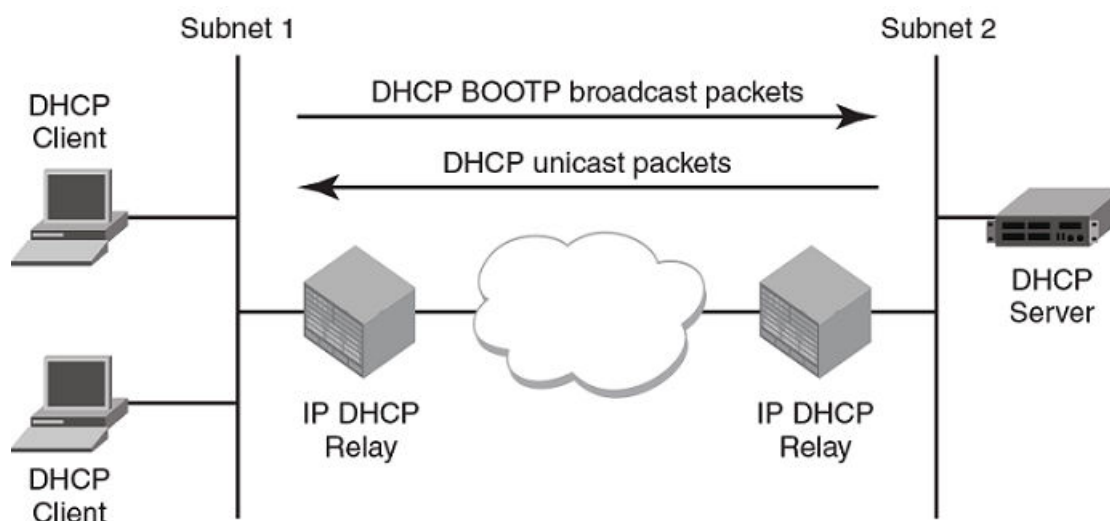 Subnet 1
Subnet 2
DHCP BOOTP broadcast packets
DHCP unicast packets
DHCP
Client
DHCP
Server
IP DHCP
Relay
IP DHCP
Relay
DHCP
Client